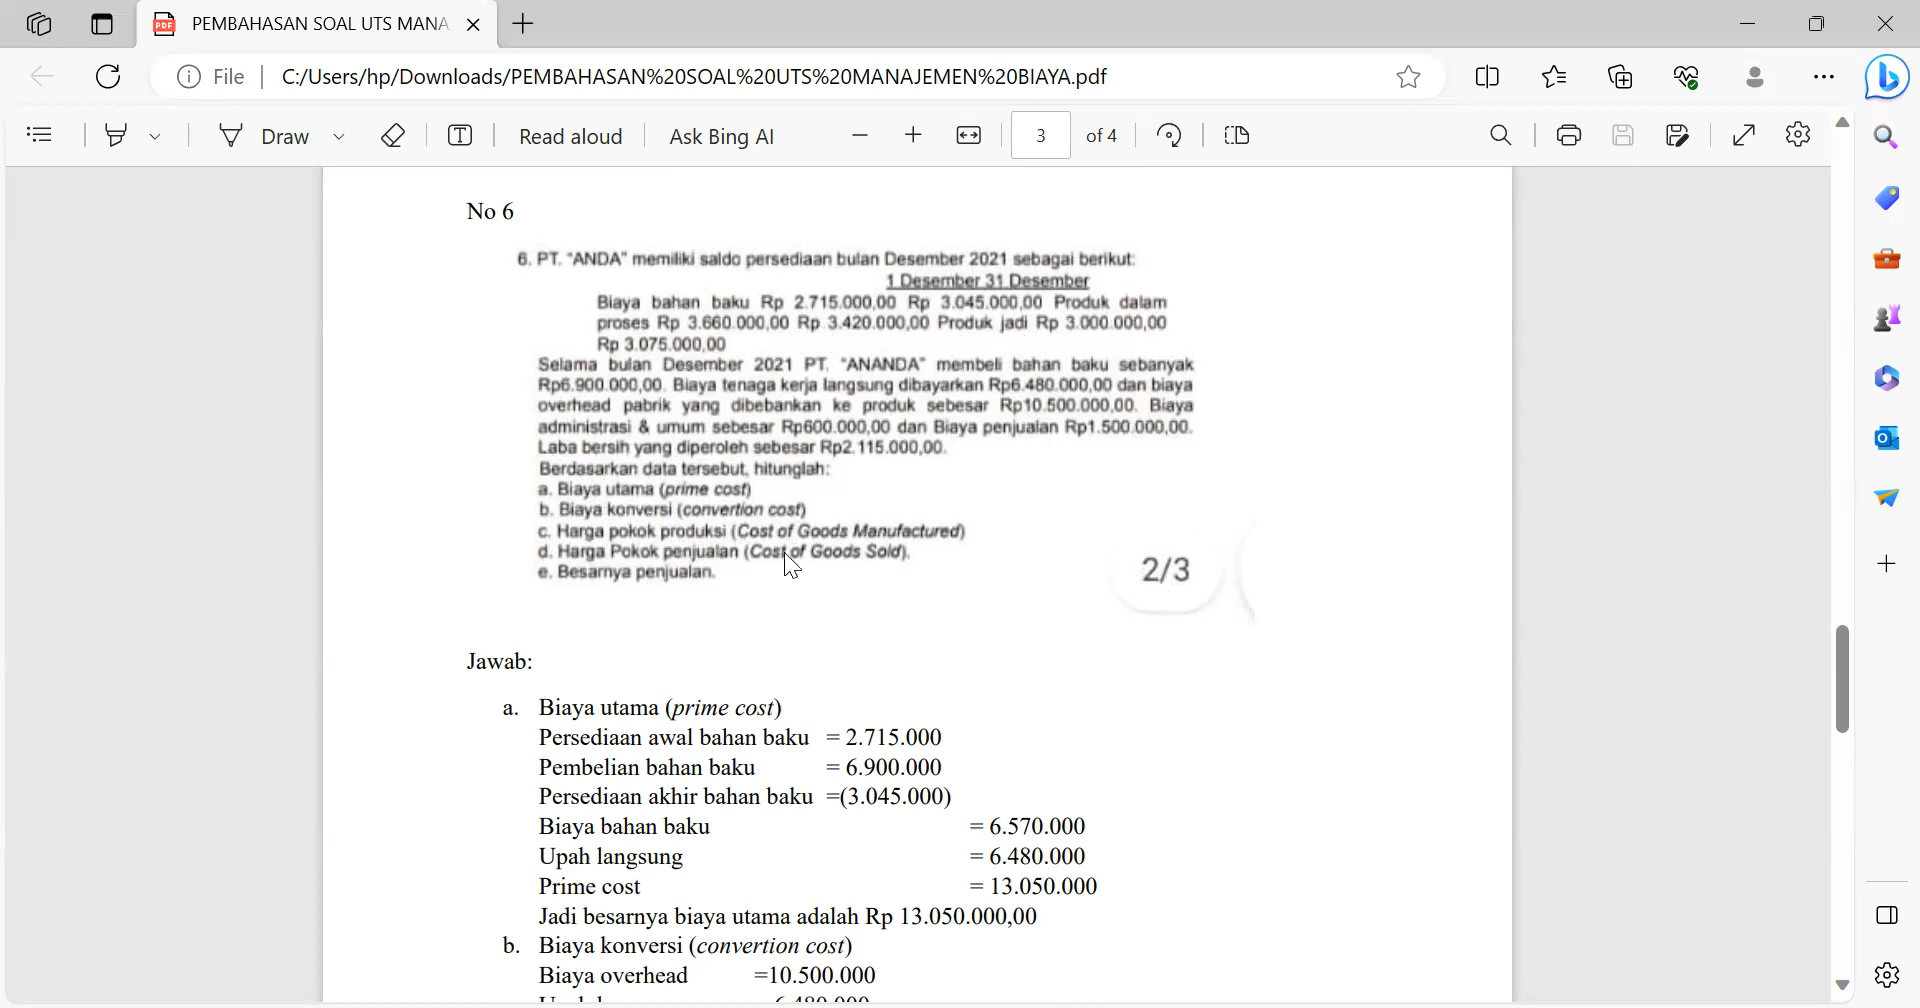 PEMBAHASAN SOAL UTS MANA
File
C:/Users/hp/Downloads/PEMBAHASAN%20SOAL%20UTS%20MANAJEMEN%20BIAYA.pdf
Draw
Read aloud
Ask Bing AI
3
of 4
No 6
6. PT. "ANDA" memiliki saldo persediaan bulan Desember 2021 sebagai berikut:
1 Desember 31 Desember
Biaya bahan baku Rp 2.715.000,00 Rp 3.045.000,00 Produk dalam
proses Rp 3.660.000,00 Rp 3.420.000,00 Produk jadi Rp 3.000.000,00
Rp 3.075.000,00
Selama bulan Desember 2021 PT. "ANANDA" membeli bahan baku sebanyak
Rp6.900.000,00. Biaya tenaga kerja langsung dibayarkan Rp6.480.000,00 dan biaya
overhead pabrik yang dibebankan ke produk sebesar Rp10.500.000,00. Biaya
administrasi & umum sebesar Rp600.000,00 dan Biaya penjualan Rp1.500.000,00.
Laba bersih yang diperoleh sebesar Rp2.115.000,00.
Berdasarkan data tersebut, hitunglah:
a. Biaya utama (prime cost)
b. Biaya konversi (convertion cost)
c. Harga pokok produksi (Cost of Goods Manufactured)
d. Harga Pokok penjualan (Cost of Goods Sold).
e. Besarnya penjualan.
2/3
Jawab:
a. Biaya utama (prime cost)
Persediaan awal bahan baku = 2.715.000
Pembelian bahan baku = 6.900.000
Persediaan akhir bahan baku =(3.045.000)
Biaya bahan baku = 6.570.000
Upah langsung = 6.480.000
Prime cost = 13.050.000
Jadi besarnya biaya utama adalah Rp 13.050.000,00
b. Biaya konversi (convertion cost)
Biaya overhead =10.500.000